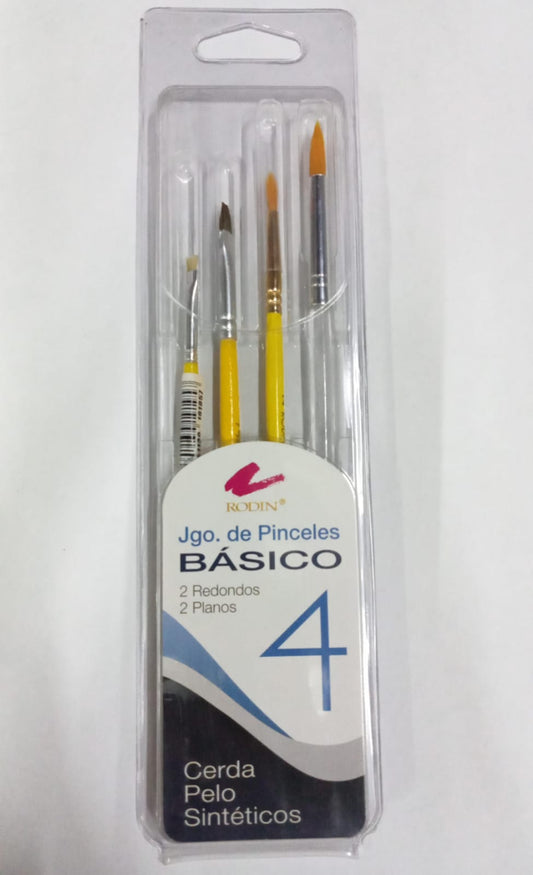 RODIN®
Jgo. de Pinceles
BÁSICO
2 Redondos
2 Planos
4
Cerda
Pelo
Sintéticos